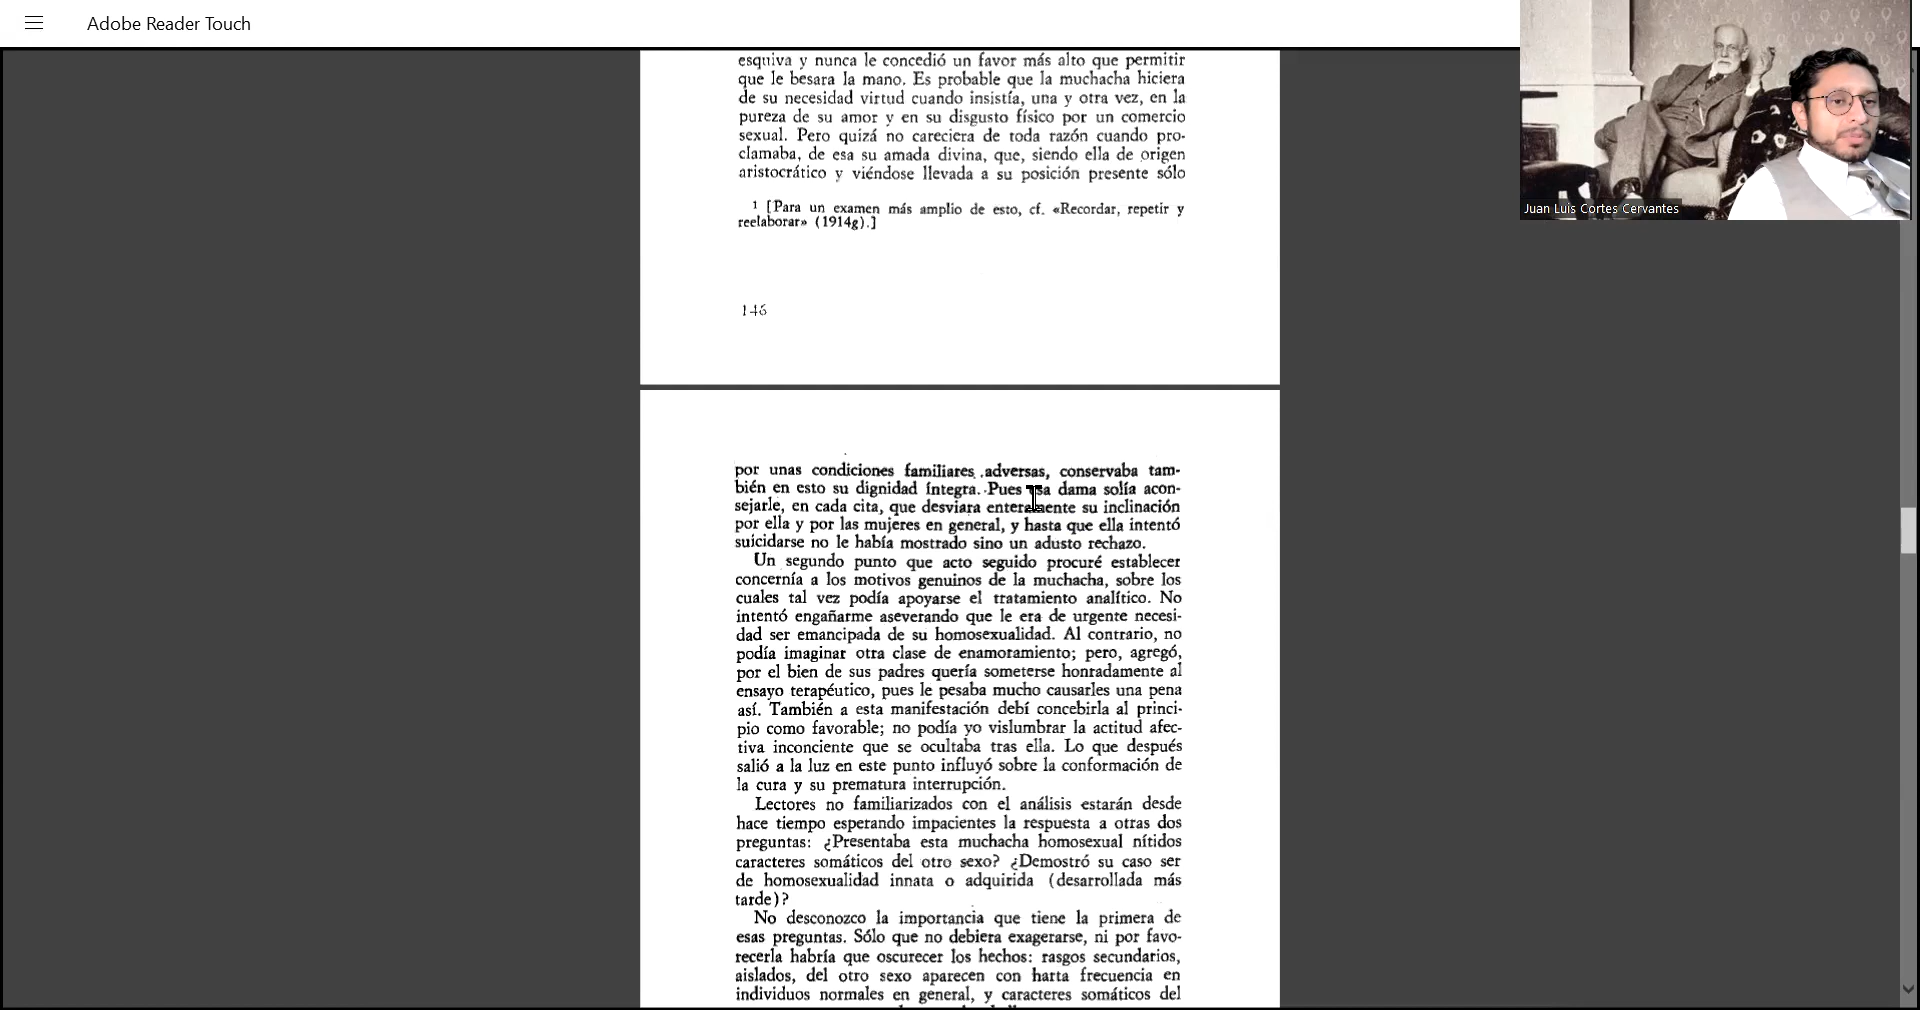 Adobe Reader Touch
Juan Luis Cortes Cervantes
esquiva y nunca le concedió un favor más alto que permitir
que le besara la mano. Es probable que la muchacha hiciera
de su necesidad virtud cuando insistía, una y otra vez, en la
pureza de su amor y en su disgusto físico por un comercio
sexual. Pero quizá no careciera de toda razón cuando pro-
clamaba, de esa su amada divina, que, siendo ella de origen
aristocrático y viéndose llevada a su posición presente sólo
1 [Para un examen más amplio de esto, cf. «Recordar, repetir y
reelaborar» (1914g).]
146
por unas condiciones familiares adversas, conservaba tam-
bién en esto su dignidad íntegra. Pues dama solía acon-
sejarle, en cada cita, que desviara enteramente su inclinación
por ella y por las mujeres en general, y hasta que ella intentó
suicidarse no le había mostrado sino un adusto rechazo.
Un segundo punto que acto seguido procuré establecer
concernía a los motivos genuinos de la muchacha, sobre los
cuales tal vez podía apoyarse el tratamiento analítico. No
intentó engañarme aseverando que le era de urgente necesi-
dad ser emancipada de su homosexualidad. Al contrario, no
podía imaginar otra clase de enamoramiento; pero, agregó,
por el bien de sus padres quería someterse honradamente al
ensayo terapéutico, pues le pesaba mucho causarles una pena
así. También a esta manifestación debí concebirla al princi-
pio como favorable; no podía yo vislumbrar la actitud afec-
tiva inconciente que se ocultaba tras ella. Lo que después
salió a la luz en este punto influyó sobre la conformación de
la cura y su prematura interrupción.
Lectores no familiarizados con el análisis estarán desde
hace tiempo esperando impacientes la respuesta a otras dos
preguntas: ¿Presentaba esta muchacha homosexual nítidos
caracteres somáticos del otro sexo? ¿Demostró su caso ser
de homosexualidad innata o adquirida (desarrollada más
tarde)?
No desconozco la importancia que tiene la primera de
esas preguntas. Sólo que no debiera exagerarse, ni por favo-
recerla habría que oscurecer los hechos: rasgos secundarios,
aislados, del otro sexo aparecen con harta frecuencia en
individuos normales en general, y caracteres somáticos del